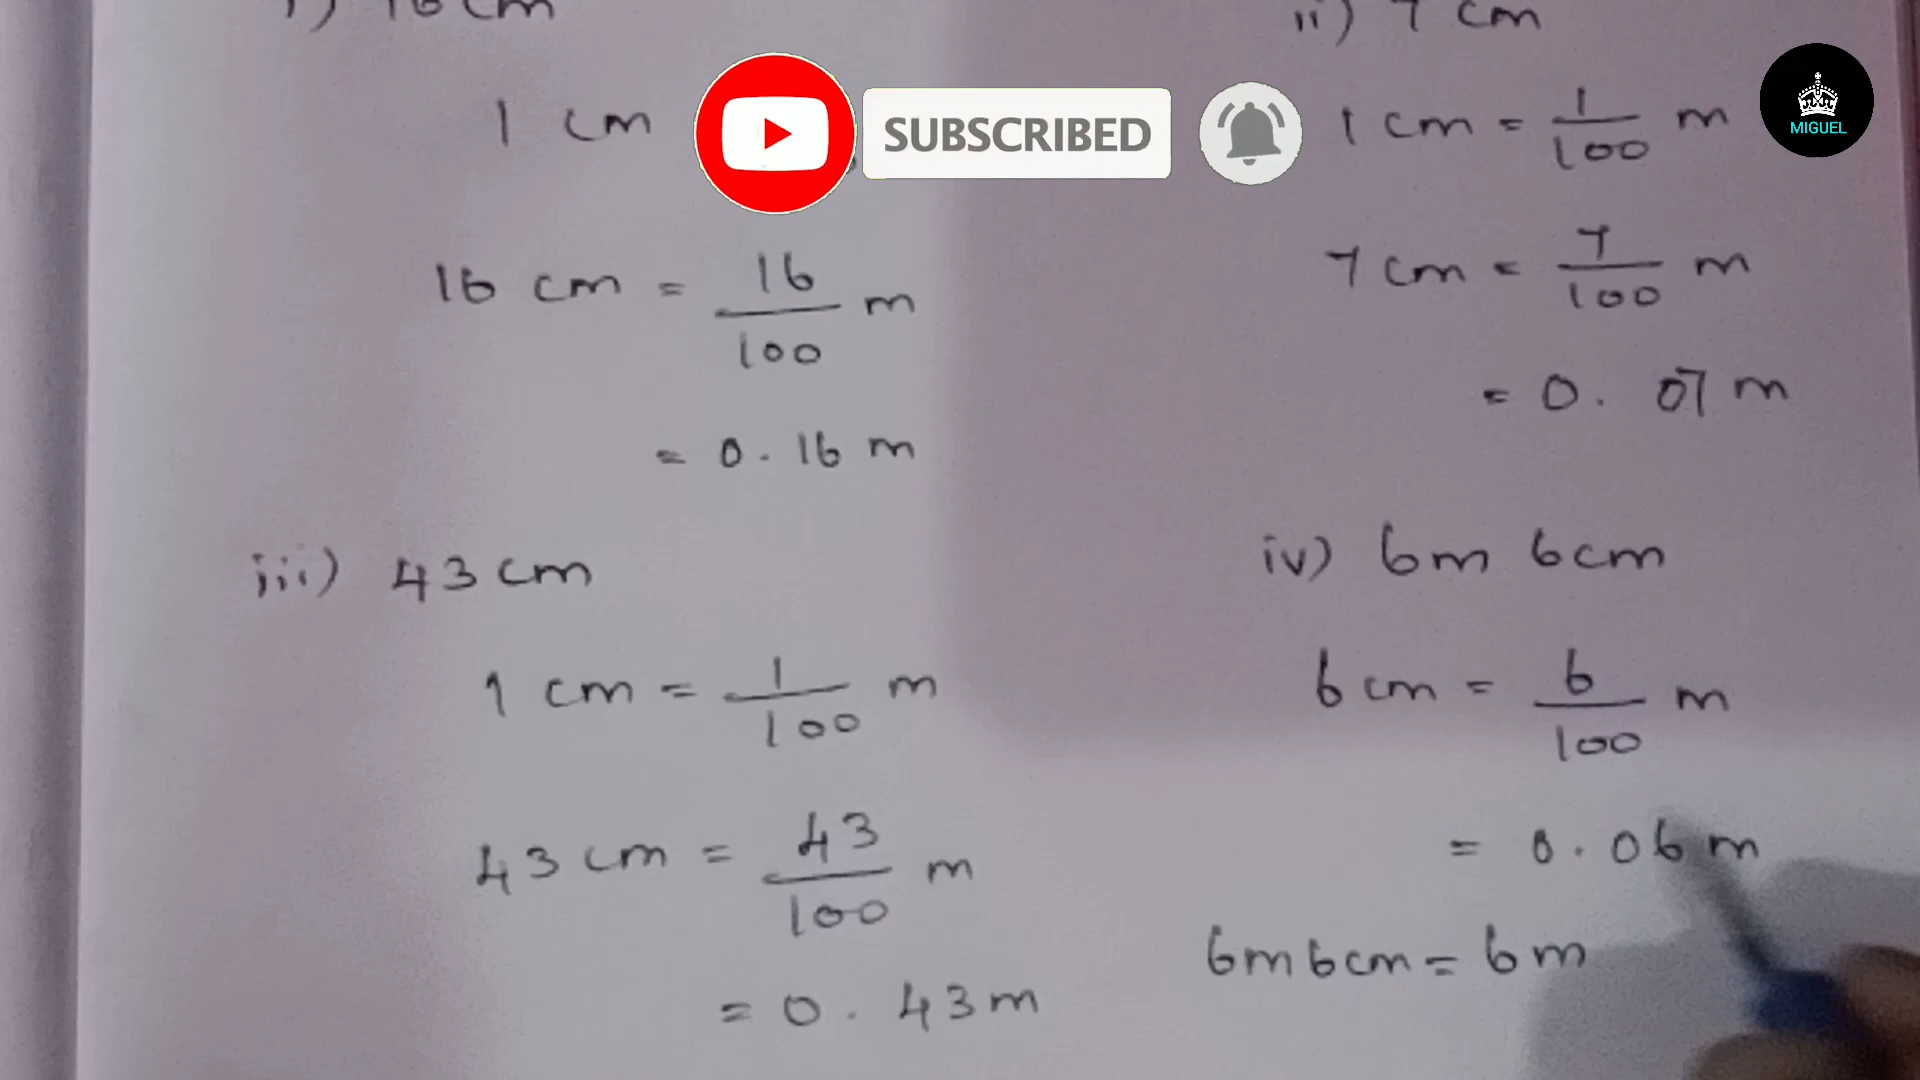 i) 16 cm
1 cm
16 cm = 16/100 m
= 0.16 m
iii) 43 cm
1 cm = 1/100 m
43 cm = 43/100 m
= 0.43 m
SUBSCRIBED
ii) 7 cm
1 cm = 1/100 m
7 cm = 7/100 m
= 0.07 m
iv) 6m 6cm
6 cm = 6/100 m
= 0.06 m
6m 6cm = 6m
MIGUEL